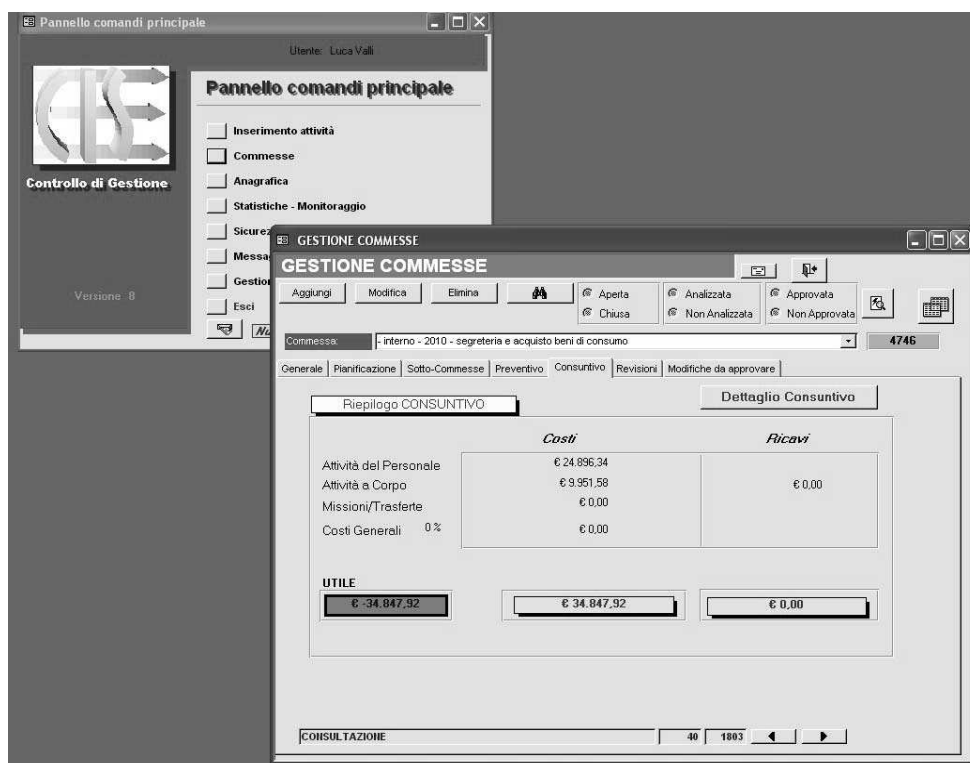 Pannello comandi principale
Utente: Luca Valli
Pannello comandi principale
Inserimento attività
Commesse
Anagrafica
Controllo di Gestione
Statistiche - Monitoraggio
Versione 8
Esci
GESTIONE COMMESSE
GESTIONE COMMESSE
Aggiungi Modifica Elimina Aperta Analizzata Approvata
Chiusa Non Analizzata Non Approvata
Commessa: - interno - 2010 - segreteria e acquisto beni di consumo 4746
Generale Pianificazione Sotto-Commesse Preventivo Consuntivo Revisioni Modifiche da approvare
Riepilogo CONSUNTIVO Dettaglio Consuntivo
Costi Ricavi
Attività del Personale € 24.896,34
Attività a Corpo € 9.951,58 € 0,00
Missioni/Trasferte € 0,00
Costi Generali 0 % € 0,00
UTILE
€ -34.847,92 € 34.847,92 € 0,00
CONSULTAZIONE 40 1803